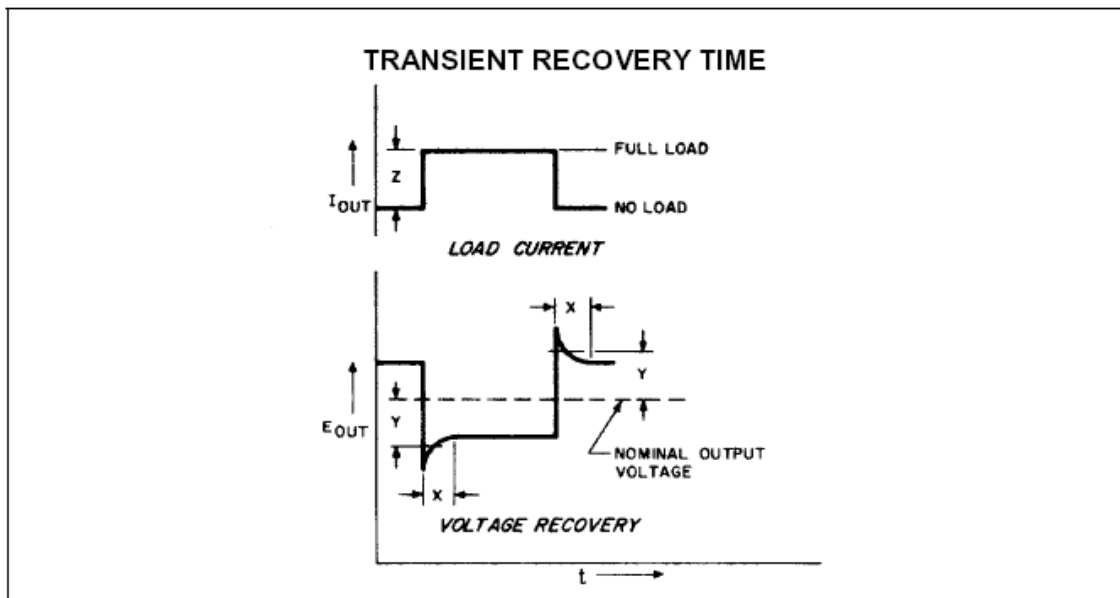 TRANSIENT RECOVERY TIME
FULL LOAD
Z
I OUT
NO LOAD
LOAD CURRENT
X
Y
Y
E OUT
NOMINAL OUTPUT
VOLTAGE
X
VOLTAGE RECOVERY
t